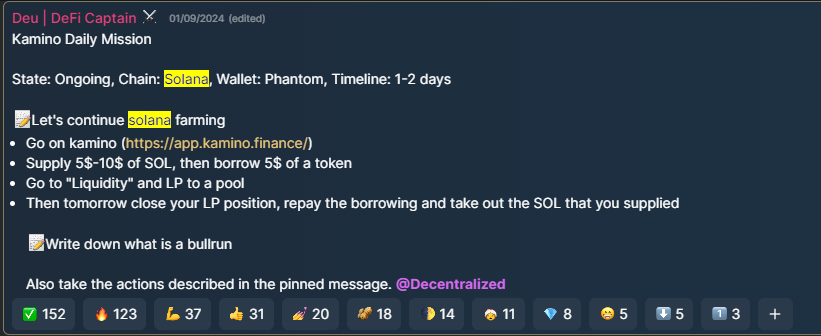 Deu | DeFi Captain ⚔ 01/09/2024 (edited)
Kamino Daily Mission
State: Ongoing, Chain: Solana, Wallet: Phantom, Timeline: 1-2 days
📝Let's continue solana farming
• Go on kamino (https://app.kamino.finance/)
• Supply 5$-10$ of SOL, then borrow 5$ of a token
• Go to "Liquidity" and LP to a pool
• Then tomorrow close your LP position, repay the borrowing and take out the SOL that you supplied
📝Write down what is a bullrun
Also take the actions described in the pinned message. @Decentralized
✅ 152 🔥 123 💪 37 👍 31 💅 20 🫂 18 🌓 14 🤯 11 💎 8 😁 5 ⬇️ 5 1️⃣ 3 +